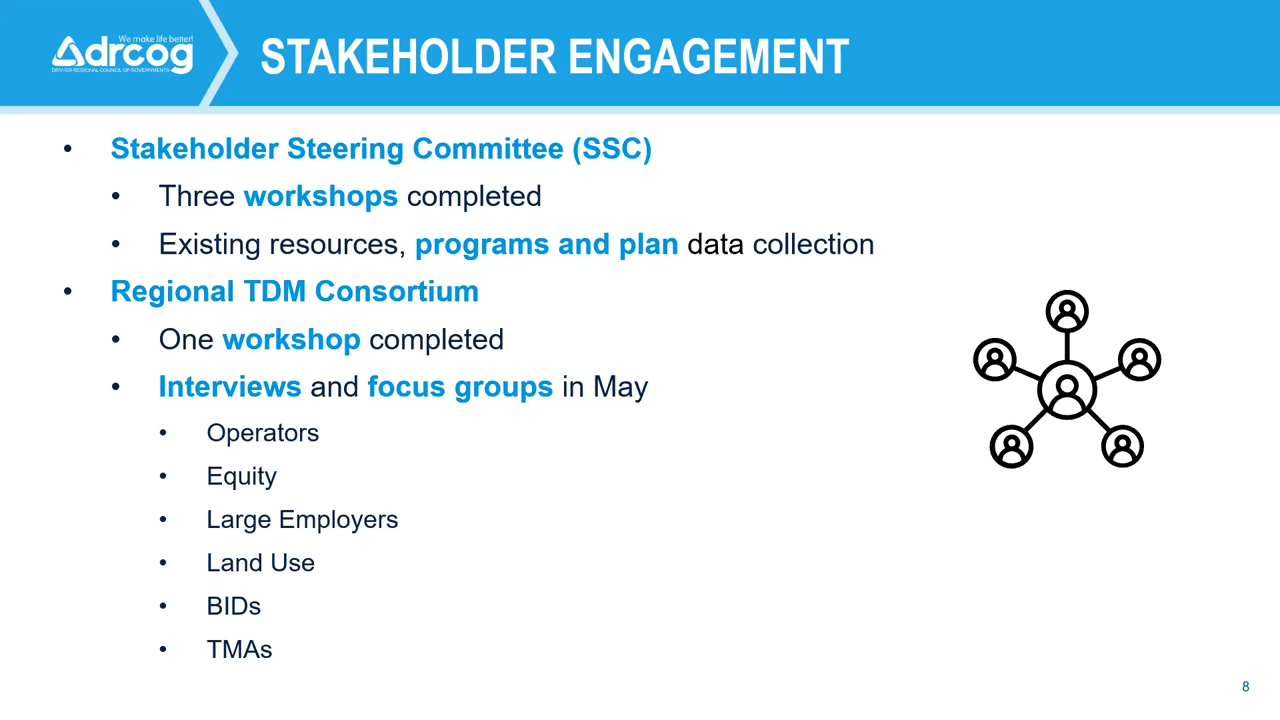 We make life better!
drcog
DENVER REGIONAL COUNCIL OF GOVERNMENTS
STAKEHOLDER ENGAGEMENT
• Stakeholder Steering Committee (SSC)
• Three workshops completed
• Existing resources, programs and plan data collection
• Regional TDM Consortium
• One workshop completed
• Interviews and focus groups in May
• Operators
• Equity
• Large Employers
• Land Use
• BIDs
• TMAs
8